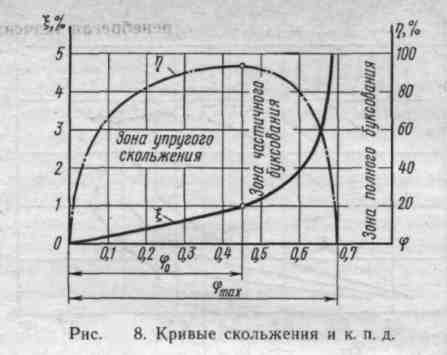 ξ,%
η,%
5
4
3
2
1
0
100
80
60
40
20
φ
η
Зона упругого
скольжения
Зона частичного
буксования
Зона полного буксования
ξ
0,1 0,2 0,3 0,4 0,5 0,6 0,7
φ₀
φmax
Рис. 8. Кривые скольжения и к. п. д.